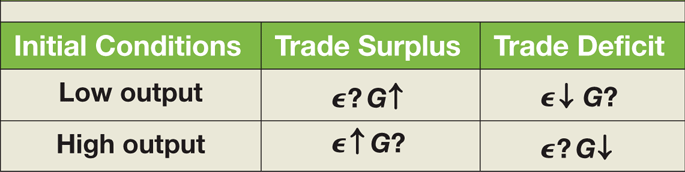 Initial Conditions Trade Surplus Trade Deficit
Low output ϵ? G↑ ϵ↓ G?
High output ϵ↑ G? ϵ? G↓